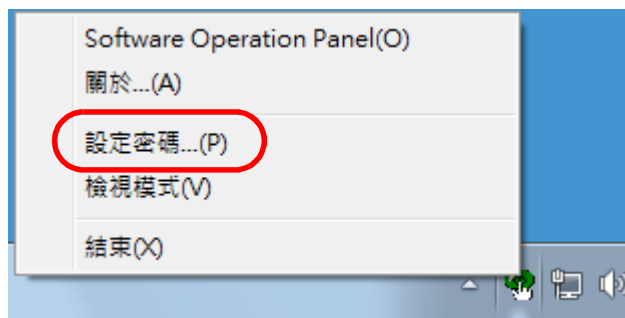 Software Operation Panel(O)
關於...(A)
設定密碼...(P)
檢視模式(V)
結束(X)